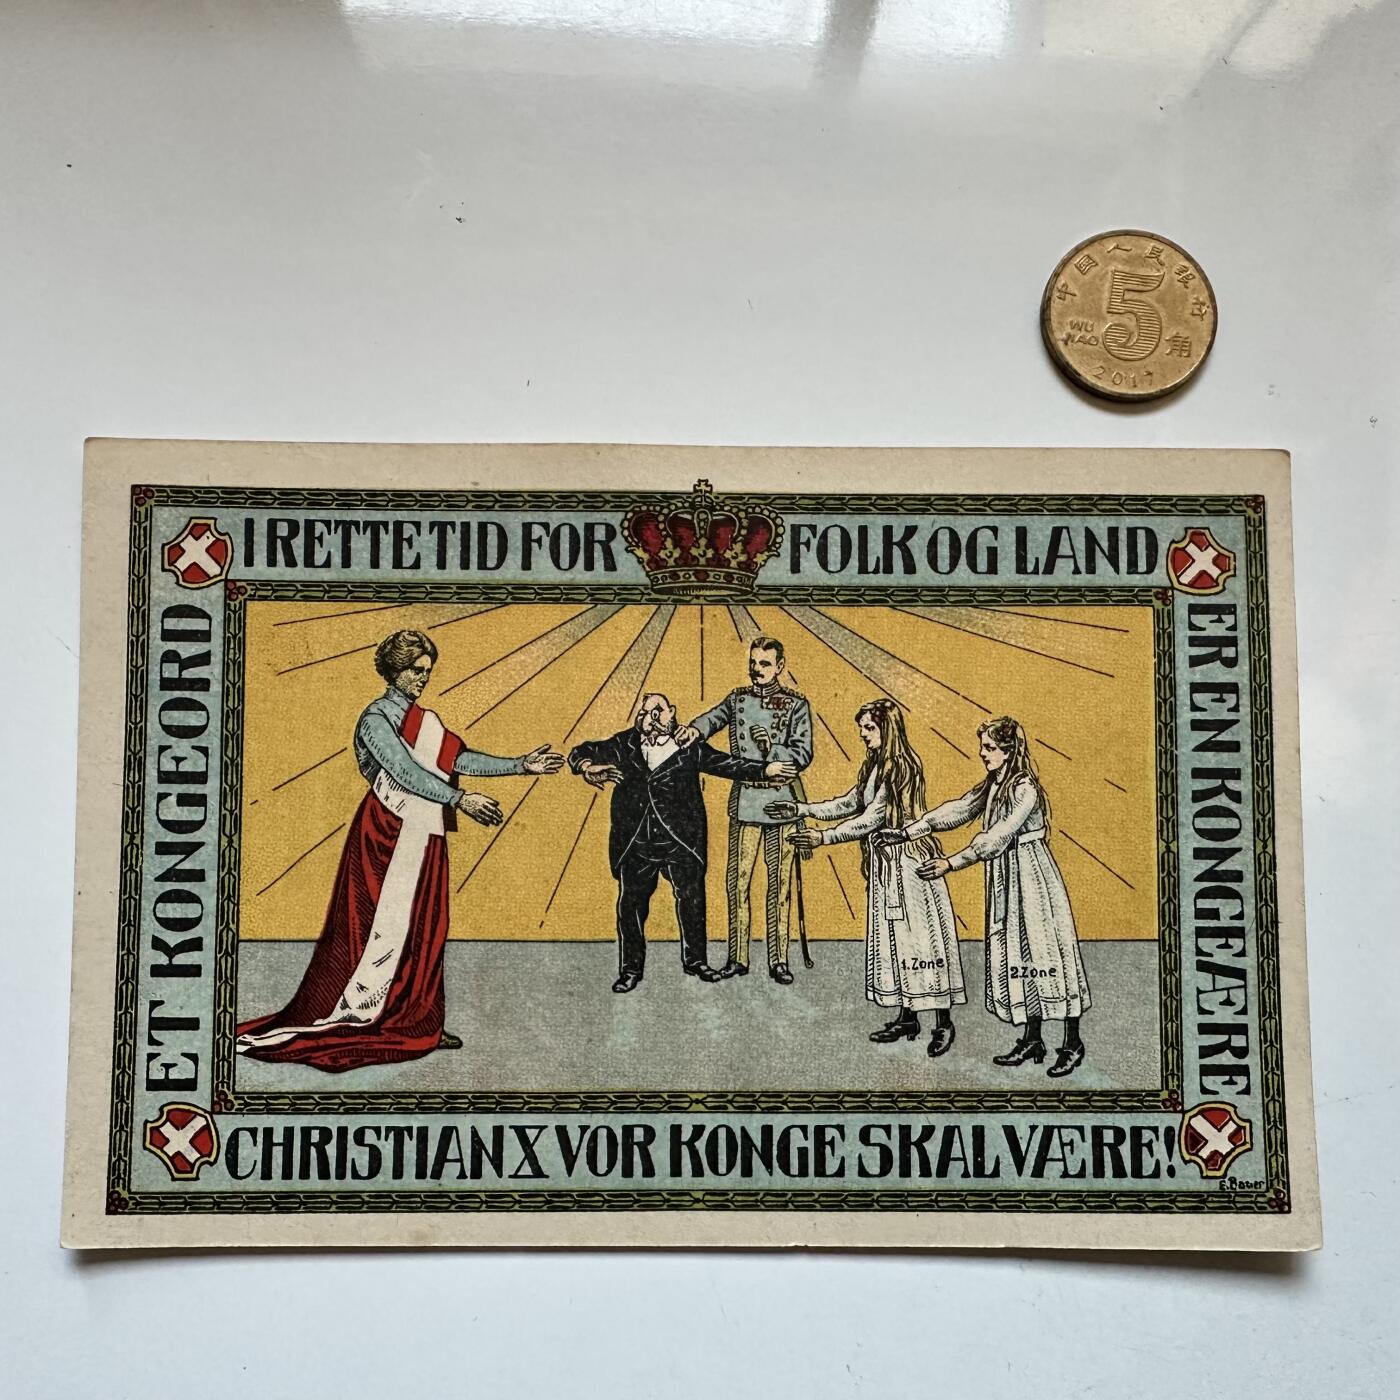 中国人民银行
5
WU
JIAO
角
2017
ET KONGEORD
I RETTE TID FOR FOLK OG LAND
ER EN KONGEÆRE
CHRISTIAN X VOR KONGE SKAL VÆRE!
1.Zone
2.Zone
E.Bauer